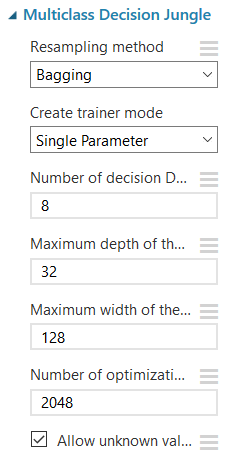 Multiclass Decision Jungle
Resampling method
Bagging
Create trainer mode
Single Parameter
Number of decision D...
8
Maximum depth of th...
32
Maximum width of the...
128
Number of optimizati...
2048
Allow unknown val...